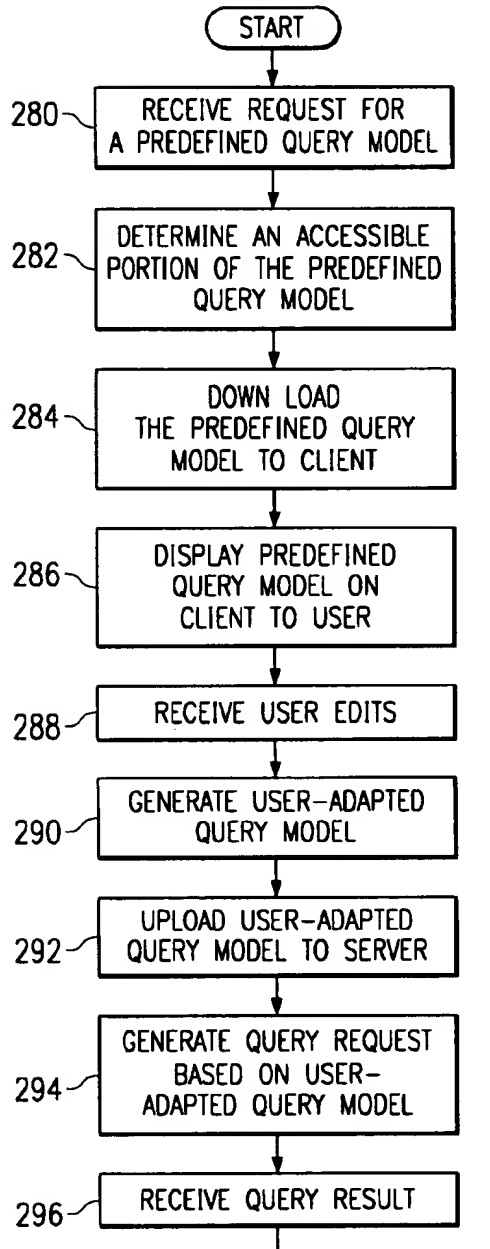 START
280
RECEIVE REQUEST FOR
A PREDEFINED QUERY MODEL
282
DETERMINE AN ACCESSIBLE
PORTION OF THE PREDEFINED
QUERY MODEL
284
DOWN LOAD
THE PREDEFINED QUERY
MODEL TO CLIENT
286
DISPLAY PREDEFINED
QUERY MODEL ON
CLIENT TO USER
288
RECEIVE USER EDITS
290
GENERATE USER-ADAPTED
QUERY MODEL
292
UPLOAD USER-ADAPTED
QUERY MODEL TO SERVER
294
GENERATE QUERY REQUEST
BASED ON USER-
ADAPTED QUERY MODEL
296
RECEIVE QUERY RESULT